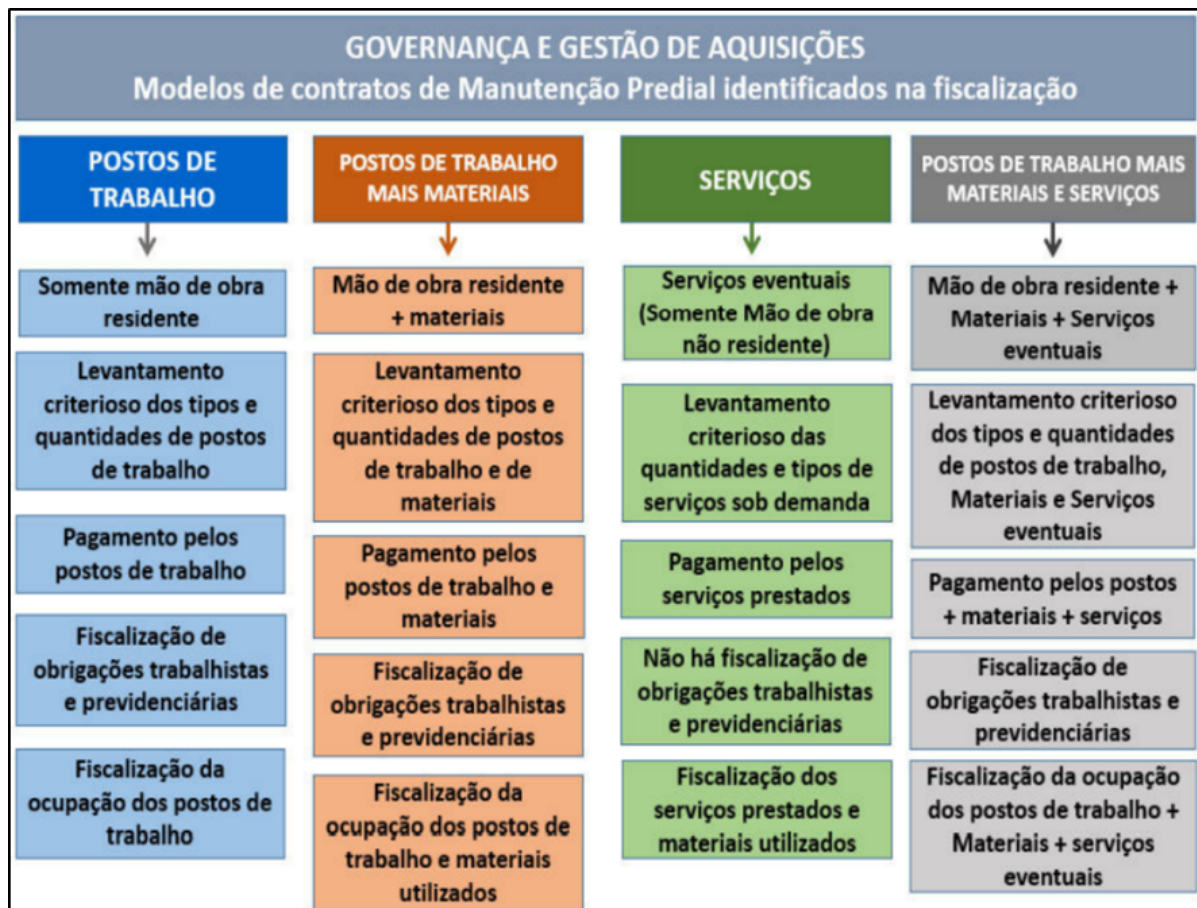 GOVERNANÇA E GESTÃO DE AQUISIÇÕES
Modelos de contratos de Manutenção Predial identificados na fiscalização
POSTOS DE
TRABALHO
Somente mão de obra
residente
Levantamento
criterioso dos tipos e
quantidades de postos
de trabalho
Pagamento pelos
postos de trabalho
Fiscalização de
obrigações trabalhistas
e previdenciárias
Fiscalização da
ocupação dos postos de
trabalho
POSTOS DE TRABALHO
MAIS MATERIAIS
Mão de obra residente
+ materiais
Levantamento
criterioso dos tipos e
quantidades de postos
de trabalho e de
materiais
Pagamento pelos
postos de trabalho e
materiais
Fiscalização de
obrigações trabalhistas
e previdenciárias
Fiscalização da
ocupação dos postos de
trabalho e materiais
utilizados
SERVIÇOS
Serviços eventuais
(Somente Mão de obra
não residente)
Levantamento
criterioso das
quantidades e tipos de
serviços sob demanda
Pagamento pelos
serviços prestados
Não há fiscalização de
obrigações trabalhistas
e previdenciárias
Fiscalização dos
serviços prestados e
materiais utilizados
POSTOS DE TRABALHO MAIS
MATERIAIS E SERVIÇOS
Mão de obra residente +
Materiais + Serviços
eventuais
Levantamento criterioso
dos tipos e quantidades
de postos de trabalho,
Materiais e Serviços
eventuais
Pagamento pelos postos
+ materiais + serviços
Fiscalização de
obrigações trabalhistas e
previdenciárias
Fiscalização da ocupação
dos postos de trabalho +
Materiais + serviços
eventuais